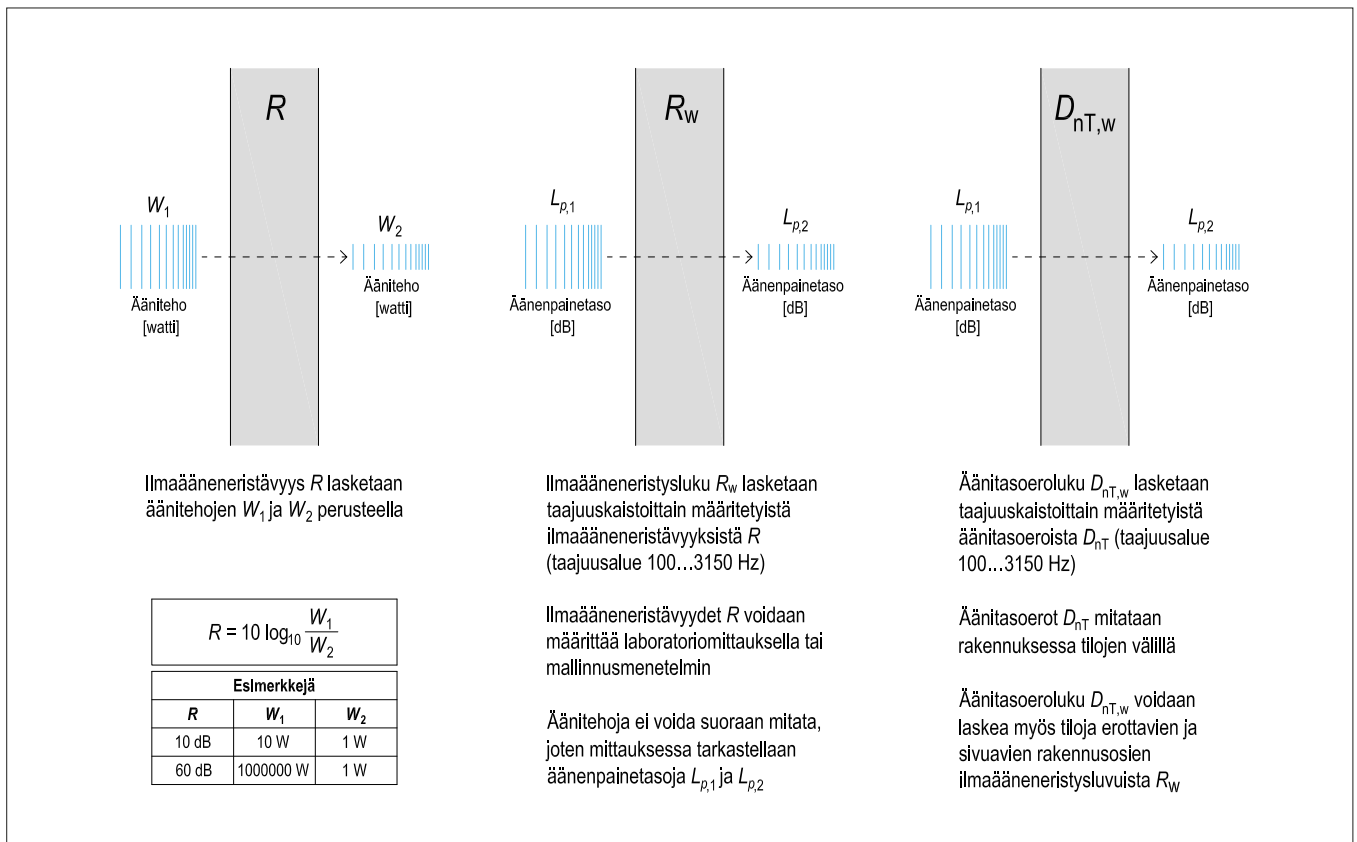 R
W1
Ääniteho
[watti]
W2
Ääniteho
[watti]
Ilmaääneneristävyys R lasketaan
äänitehojen W1 ja W2 perusteella
R = 10 log10 W1
W2
Esimerkkejä
R W1 W2
10 dB 10 W 1 W
60 dB 1000000 W 1 W
Rw
Lp,1
Äänenpainetaso
[dB]
Lp,2
Äänenpainetaso
[dB]
Ilmaääneneristysluku Rw lasketaan
taajuuskaistoittain määritetyistä
ilmaääneneristävyyksistä R
(taajuusalue 100...3150 Hz)
Ilmaääneneristävyydet R voidaan
määrittää laboratoriomittauksella tai
mallinnusmenetelmin
Äänitehoja ei voida suoraan mitata,
joten mittauksessa tarkastellaan
äänenpainetasoja Lp,1 ja Lp,2
DnT,w
Lp,1
Äänenpainetaso
[dB]
Lp,2
Äänenpainetaso
[dB]
Äänitasoeroluku DnT,w lasketaan
taajuuskaistoittain määritetyistä
äänitasoeroista DnT (taajuusalue
100...3150 Hz)
Äänitasoerot DnT mitataan
rakennuksessa tilojen välillä
Äänitasoeroluku DnT,w voidaan
laskea myös tiloja erottavien ja
sivuavien rakennusosien
ilmaääneneristysluvuista Rw